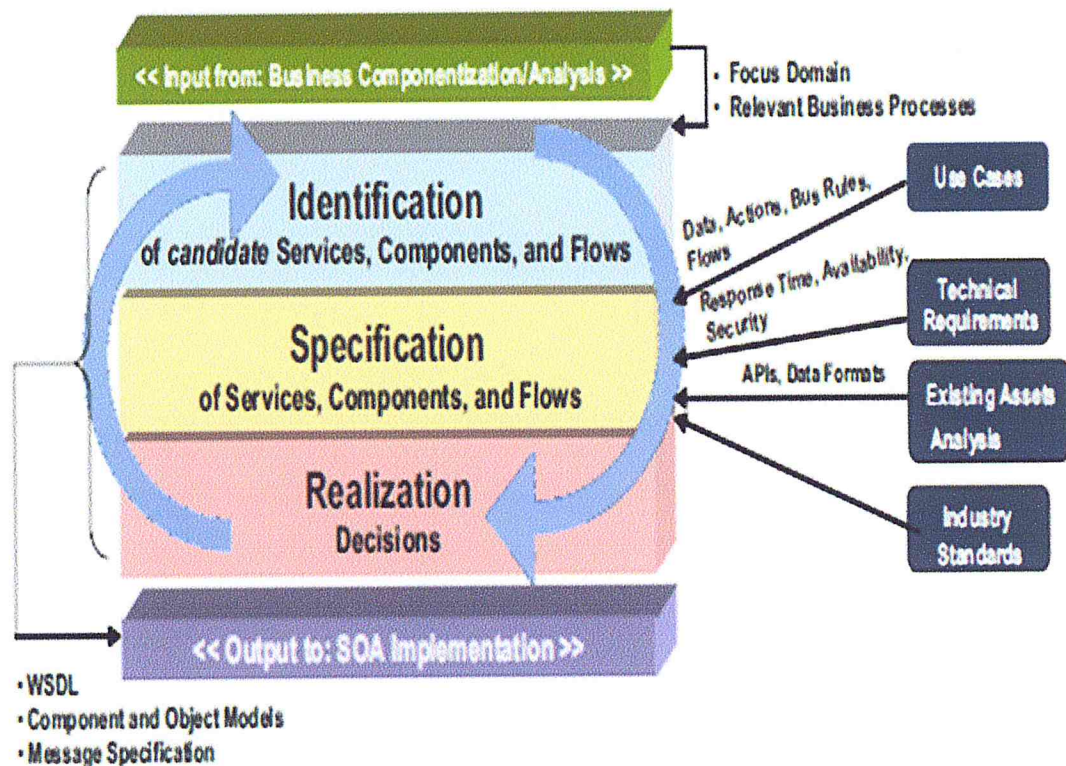 << Input from: Business Componentization/Analysis >>
• Focus Domain
• Relevant Business Processes
Identification
of candidate Services, Components, and Flows
Specification
of Services, Components, and Flows
Realization
Decisions
Data, Actions, Bus Rules,
Flows
Response Time, Availability,
Security
APIs, Data Formats
Use Cases
Technical
Requirements
Existing Assets
Analysis
Industry
Standards
<< Output to: SOA Implementation >>
• WSDL
• Component and Object Models
• Message Specification